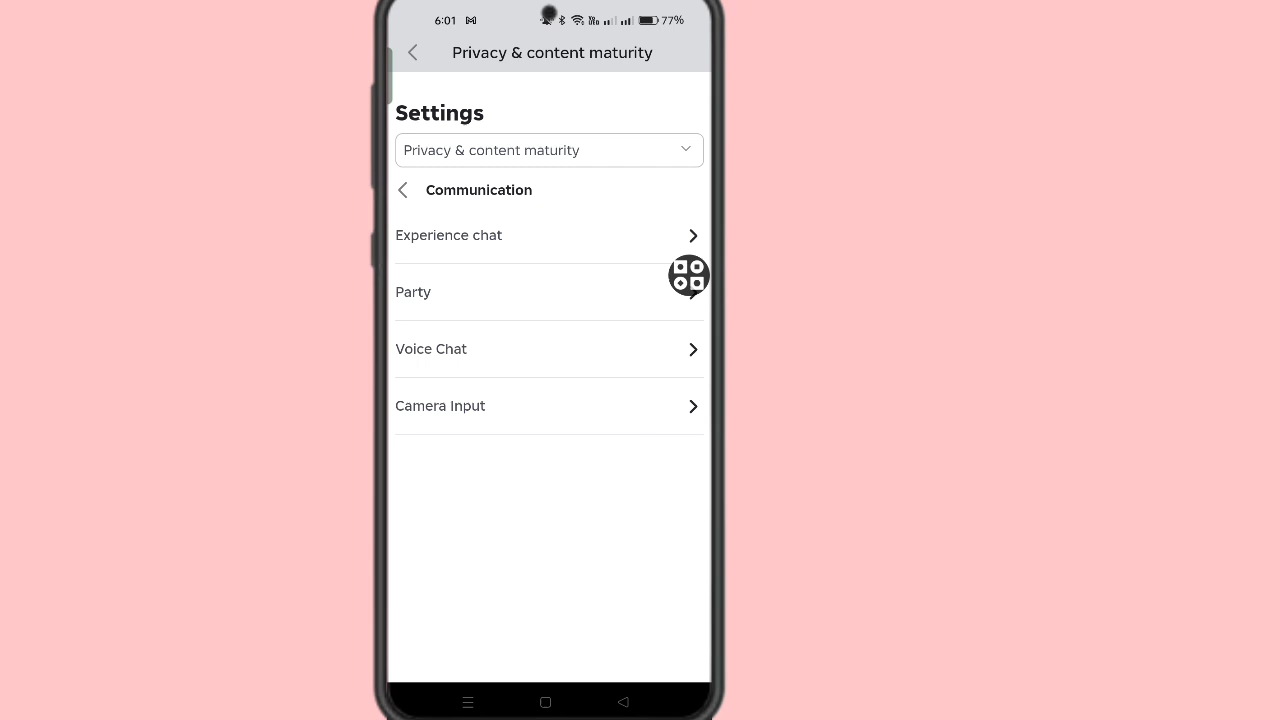 6:01
77%
Privacy & content maturity
Settings
Privacy & content maturity
Communication
Experience chat
Party
Voice Chat
Camera Input